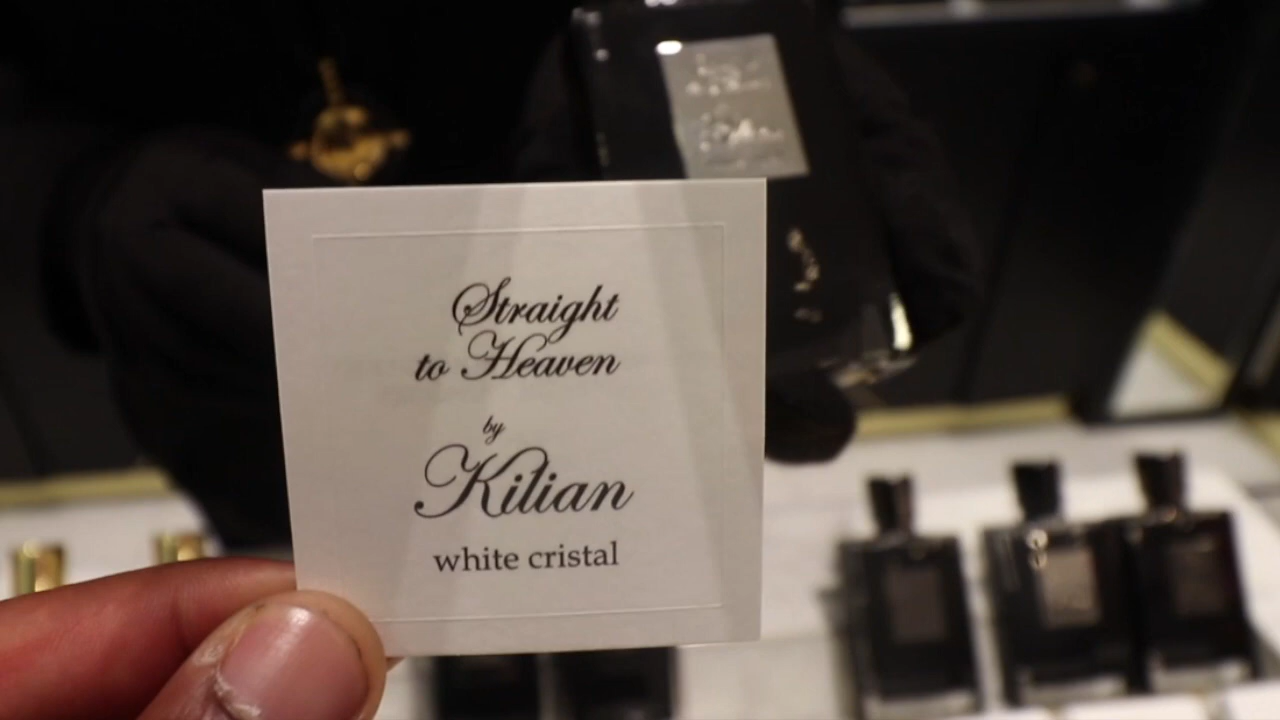 Straight
to Heaven
by
Kilian
white cristal